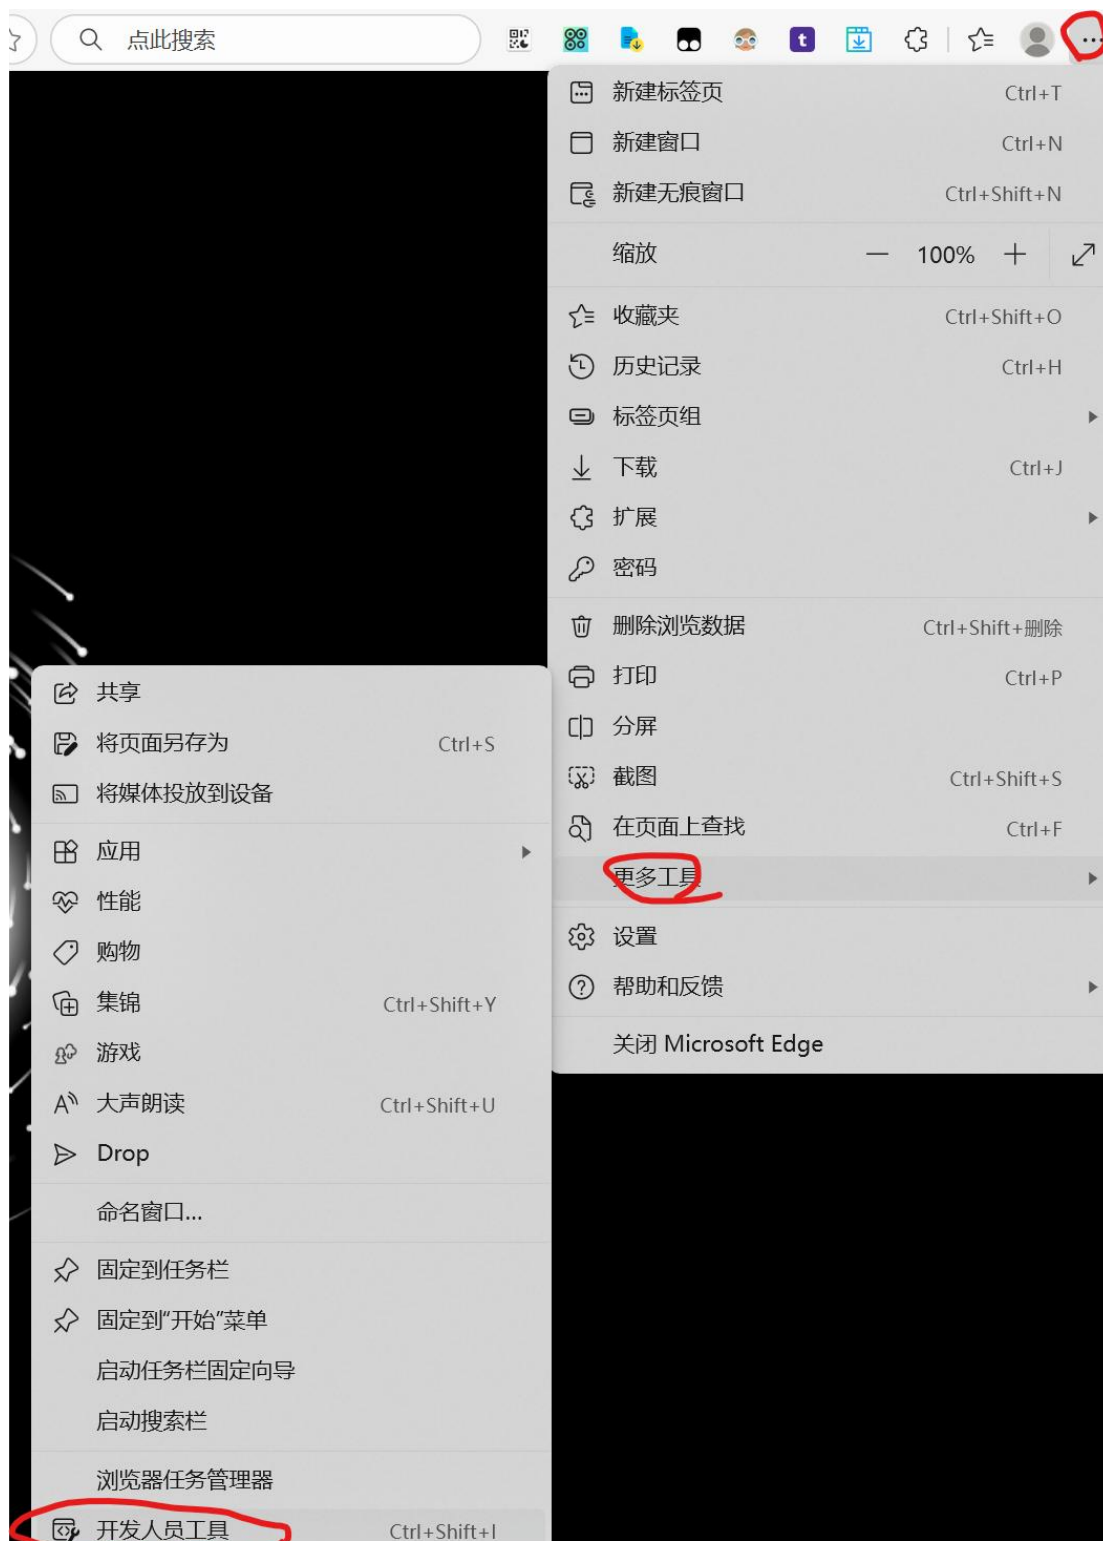 点此搜索
t
新建标签页 Ctrl+T
新建窗口 Ctrl+N
新建无痕窗口 Ctrl+Shift+N
缩放 — 100% +
收藏夹 Ctrl+Shift+O
历史记录 Ctrl+H
标签页组
下载 Ctrl+J
扩展
密码
删除浏览数据 Ctrl+Shift+删除
打印 Ctrl+P
分屏
截图 Ctrl+Shift+S
在页面上查找 Ctrl+F
更多工具
设置
帮助和反馈
关闭 Microsoft Edge
共享
将页面另存为 Ctrl+S
将媒体投放到设备
应用
性能
购物
集锦 Ctrl+Shift+Y
游戏
大声朗读 Ctrl+Shift+U
Drop
命名窗口...
固定到任务栏
固定到“开始”菜单
启动任务栏固定向导
启动搜索栏
浏览器任务管理器
开发人员工具 Ctrl+Shift+I